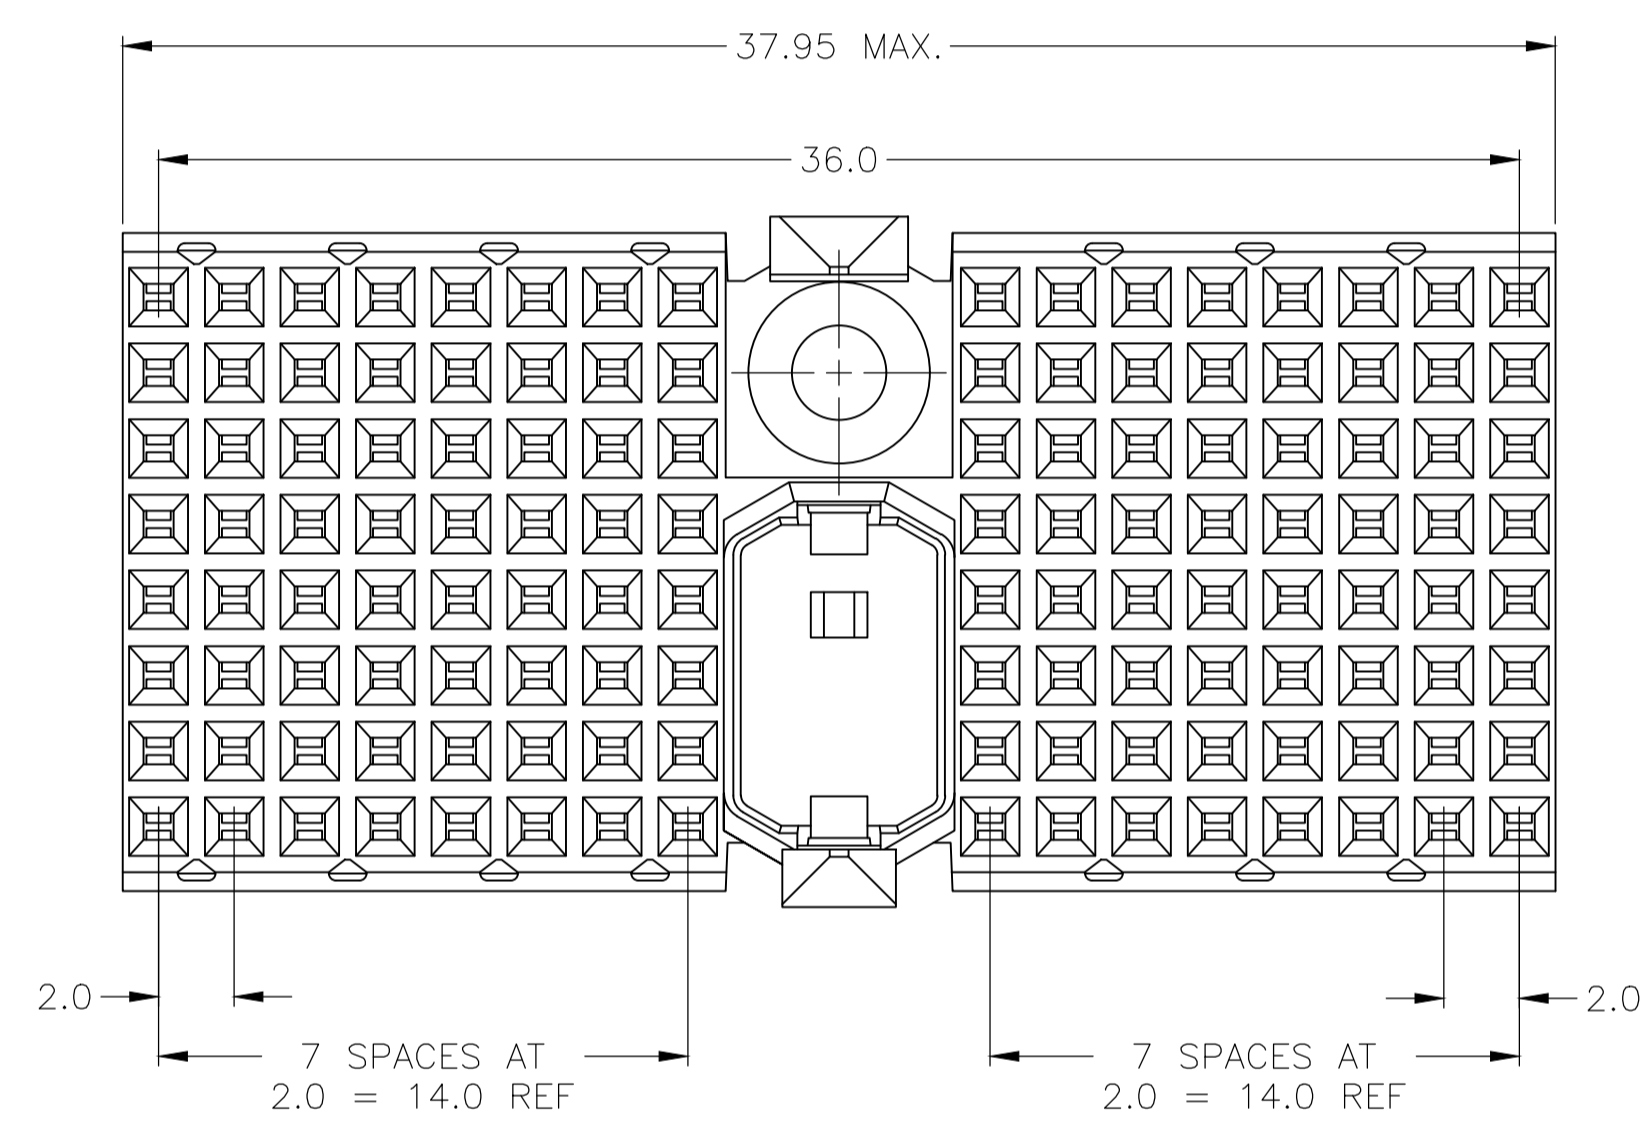 37.95 MAX.
36.0
2.0
2.0
7 SPACES AT
2.0 = 14.0 REF
7 SPACES AT
2.0 = 14.0 REF